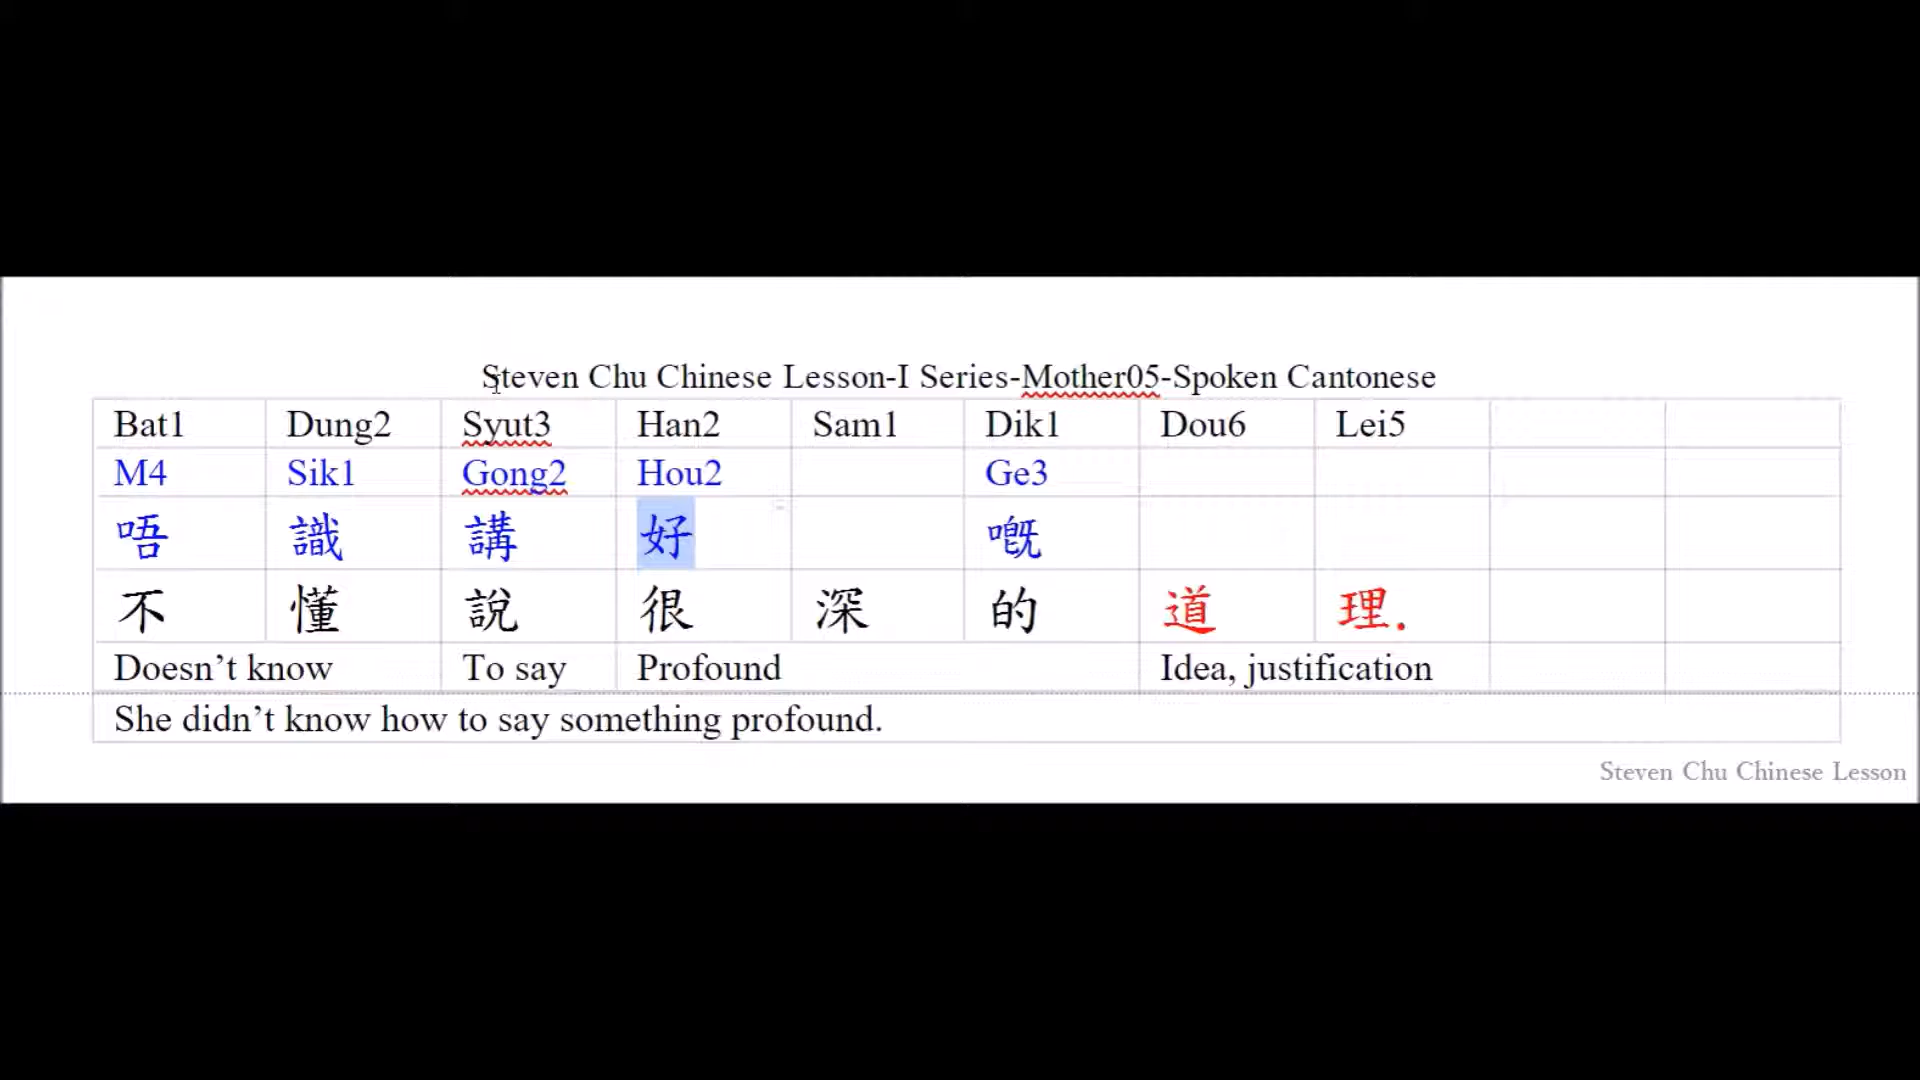 Steven Chu Chinese Lesson-I Series-Mother05-Spoken Cantonese
Bat1 Dung2 Syut3 Han2 Sam1 Dik1 Dou6 Lei5
M4 Sik1 Gong2 Hou2 Ge3
唔 識 講 好 嘅
不 懂 說 很 深 的 道 理.
Doesn’t know To say Profound Idea, justification
She didn’t know how to say something profound.
Steven Chu Chinese Lesson